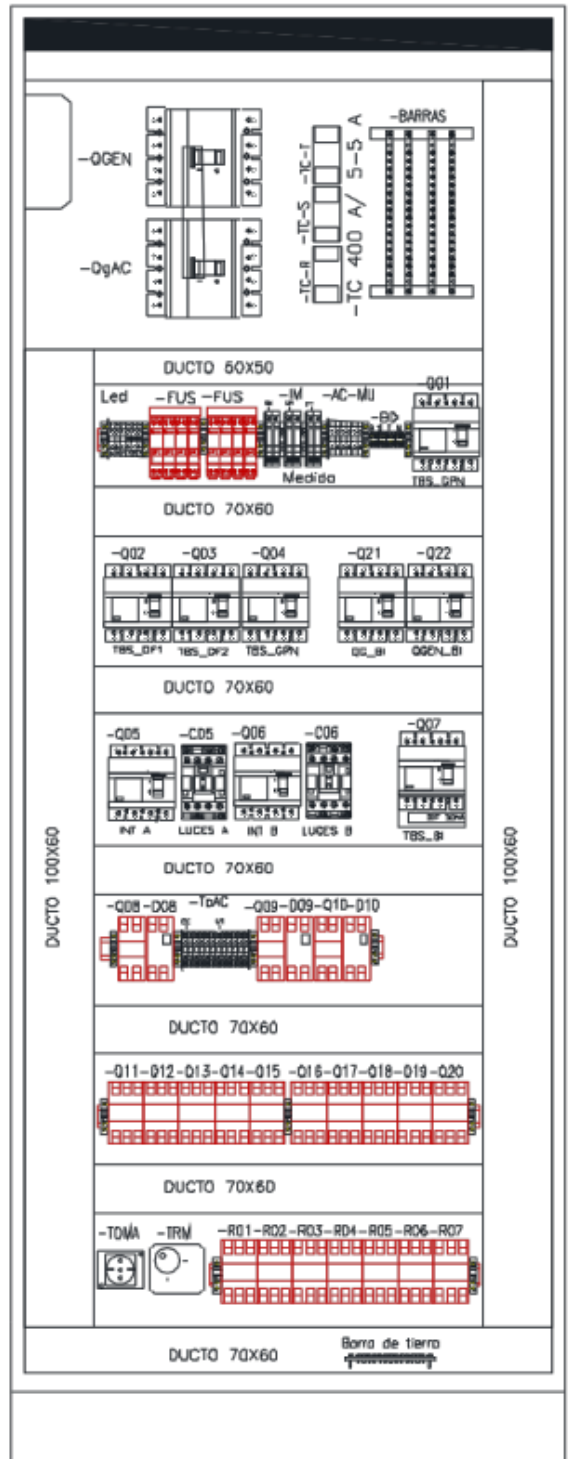 -QGEN
-QgAC
-TC-R -TC-S -TC-T
-TC 400 A/ 5-5 A
-BARRAS
DUCTO 60X50
Led -FUS -FUS -IM -AC-MU -BD -Q01
Medida TBS_GPN
DUCTO 70X60
-Q02 -Q03 -Q04 -Q21 -Q22
TBS_DF1 TBS_DF2 TBS_GPN QG_BI QGEN_BI
DUCTO 70X60
-Q05 -C05 -Q06 -C06 -Q07
INT A LUCES A INT B LUCES B TBS_BI
DUCTO 100X60
DUCTO 100X60
DUCTO 70X60
-Q08-D08 -TDAC -Q09-D09-Q10-D10
DUCTO 70X60
-Q11-Q12-Q13-Q14-Q15 -Q16-Q17-Q18-Q19-Q20
DUCTO 70X60
-TOMA -TRM -R01-R02-R03-R04-R05-R06-R07
DUCTO 70X60 Barra de tierra